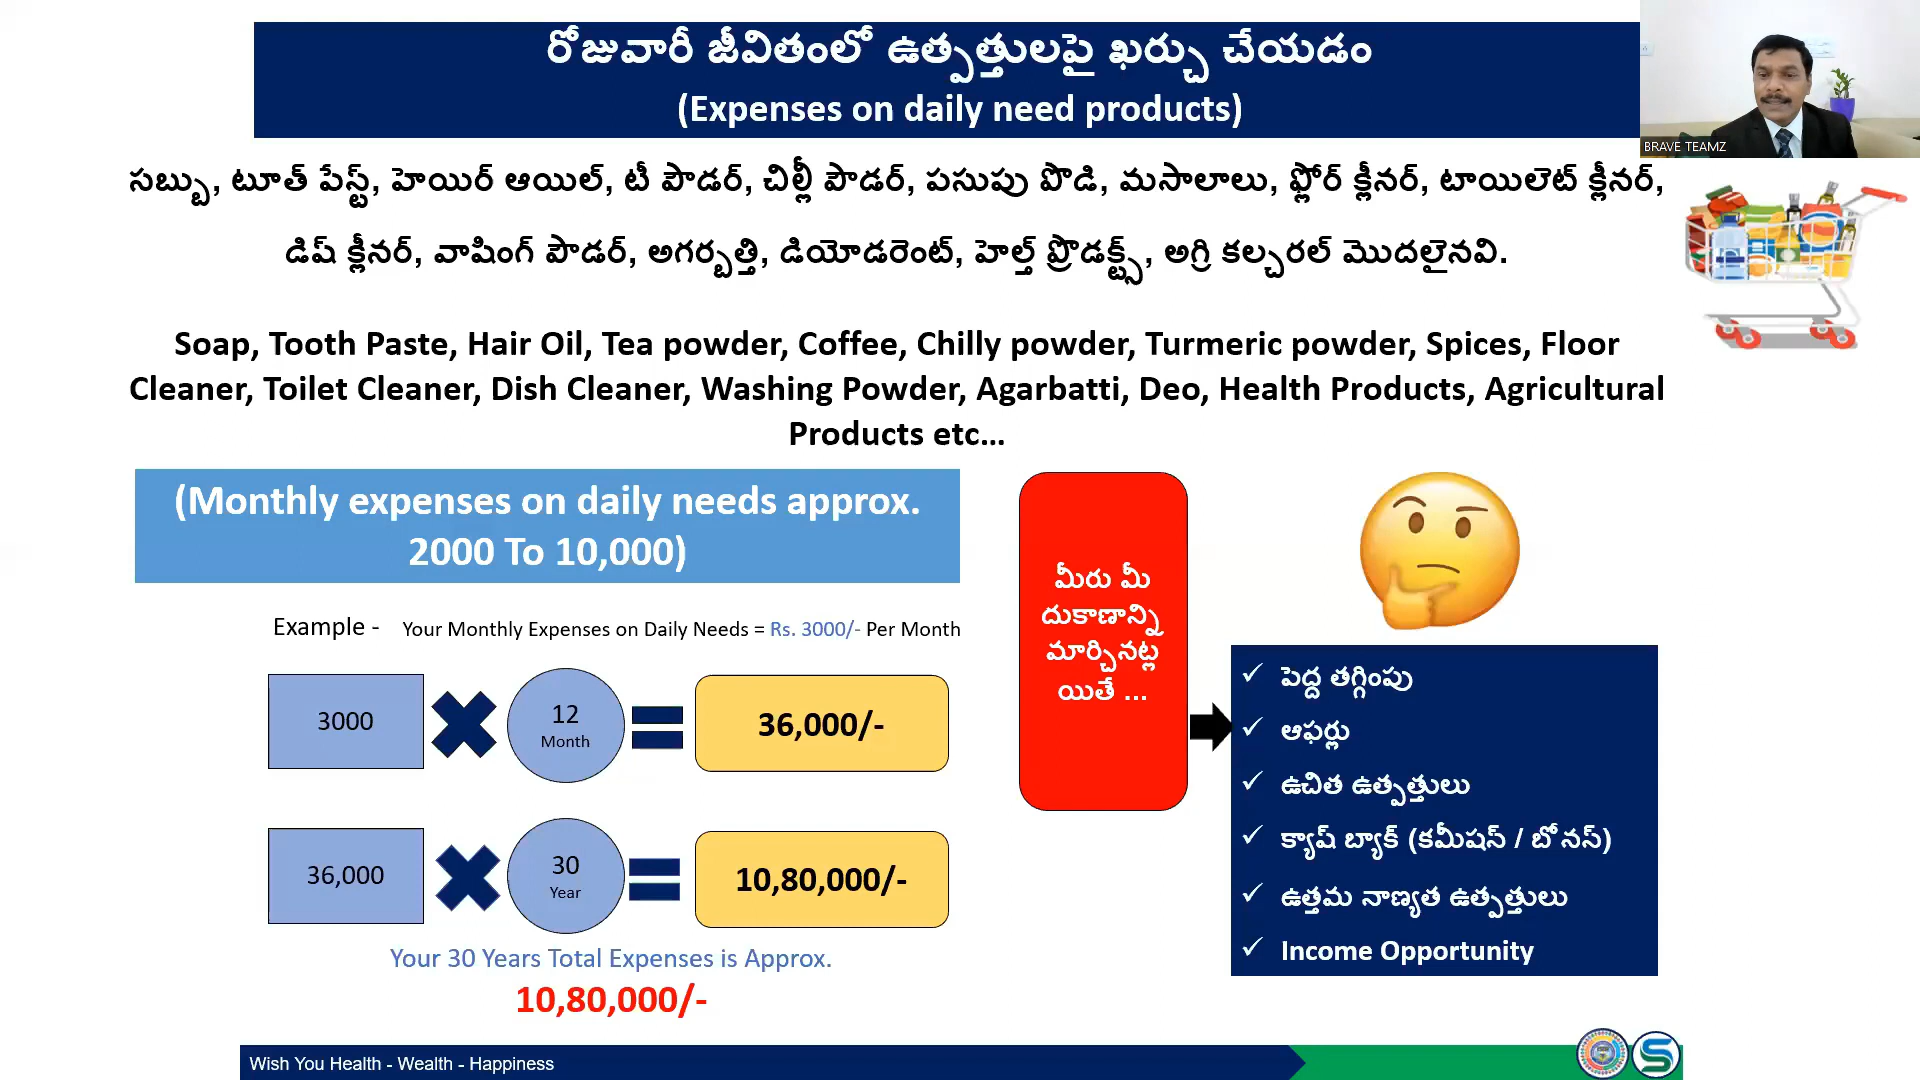 రోజువారీ జీవితంలో ఉత్పత్తులపై ఖర్చు చేయడం
(Expenses on daily need products)
BRAVE TEAMZ
సబ్బు, టూత్ పేస్ట్, హెయిర్ ఆయిల్, టీ పౌడర్, చిల్లీ పౌడర్, పసుపు పొడి, మసాలాలు, ఫ్లోర్ క్లీనర్, టాయిలెట్ క్లీనర్,
డిష్ క్లీనర్, వాషింగ్ పౌడర్, అగర్బత్తి, డియోడరెంట్, హెల్త్ ప్రొడక్ట్స్, అగ్రి కల్చరల్ మొదలైనవి.
Soap, Tooth Paste, Hair Oil, Tea powder, Coffee, Chilly powder, Turmeric powder, Spices, Floor
Cleaner, Toilet Cleaner, Dish Cleaner, Washing Powder, Agarbatti, Deo, Health Products, Agricultural
Products etc...
(Monthly expenses on daily needs approx.
2000 To 10,000)
Example - Your Monthly Expenses on Daily Needs = Rs. 3000/- Per Month
3000
12
Month
36,000/-
36,000
30
Year
10,80,000/-
Your 30 Years Total Expenses is Approx.
10,80,000/-
మీరు మీ
దుకాణాన్ని
మార్చినట్ల
యితే ...
✓ పెద్ద తగ్గింపు
✓ ఆఫర్లు
✓ ఉచిత ఉత్పత్తులు
✓ క్యాష్ బ్యాక్ (కమీషన్ / బోనస్)
✓ ఉత్తమ నాణ్యత ఉత్పత్తులు
✓ Income Opportunity
Wish You Health - Wealth - Happiness